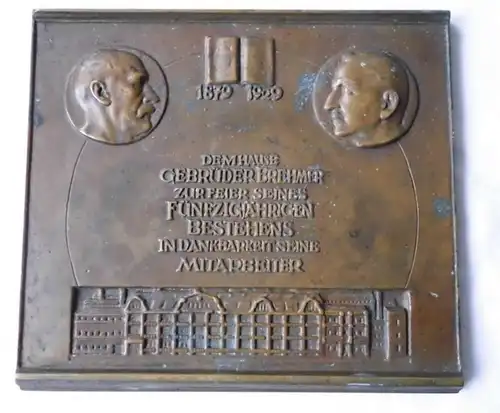 1879 1929
DEM HAUSE
GEBRÜDER BREHMER
ZUR FEIER SEINES
FÜNFZIGJÄHRIGEN
BESTEHENS
IN DANKBARKEIT SEINE
MITARBEITER